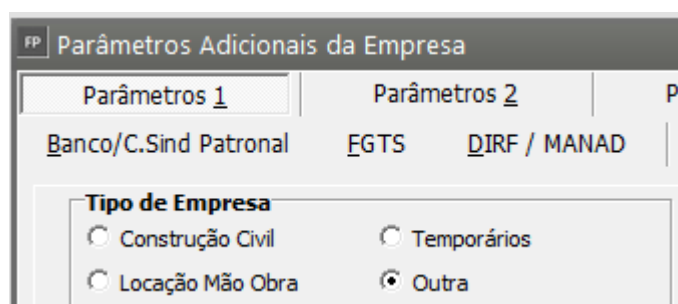 FP Parâmetros Adicionais da Empresa
Parâmetros 1 Parâmetros 2 P
Banco/C.Sind Patronal FGTS DIRF / MANAD
Tipo de Empresa
Construção Civil Temporários
Locação Mão Obra Outra